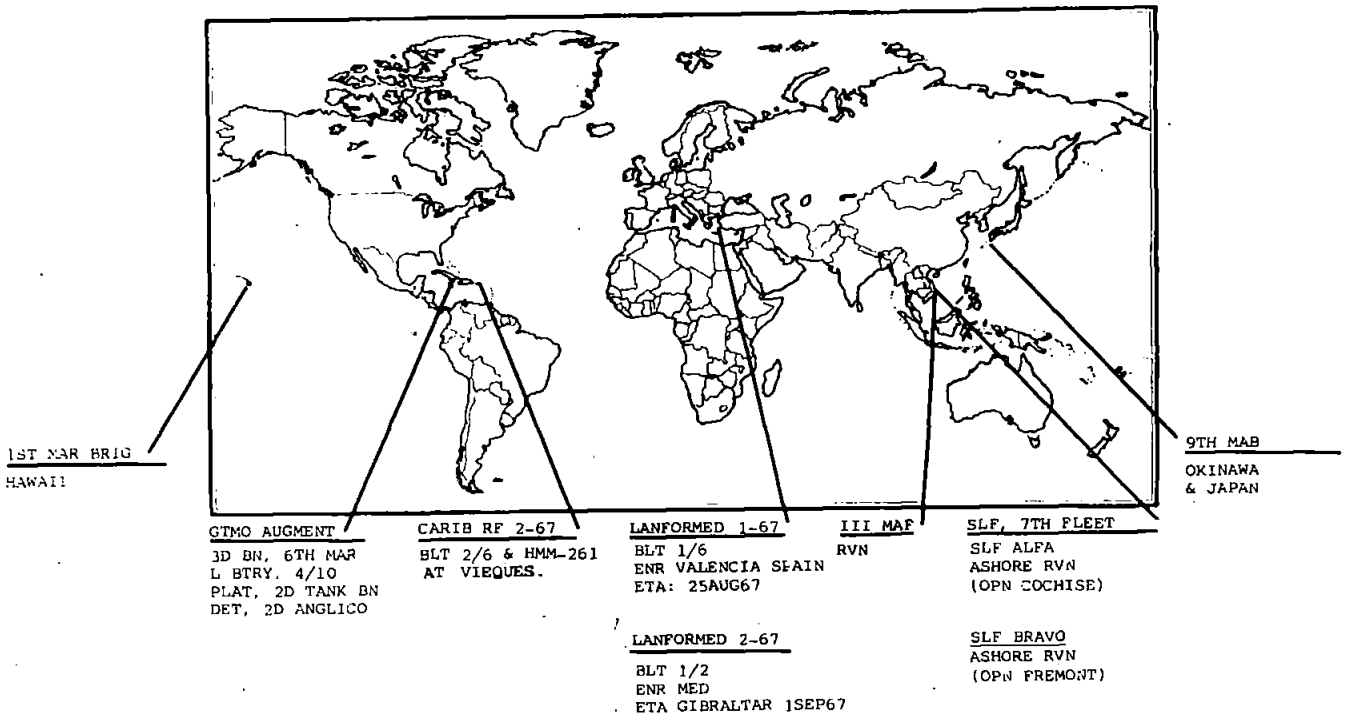 1ST MAR BRIG
HAWAII
GTMO AUGMENT
3D BN, 6TH MAR
L BTRY, 4/10
PLAT, 2D TANK BN
DET, 2D ANGLICO
CARIB RF 2-67
BLT 2/6 & HMM-261
AT VIEQUES.
LANFORMED 1-67
BLT 1/6
ENR VALENCIA SPAIN
ETA: 25AUG67
LANFORMED 2-67
BLT 1/2
ENR MED
ETA GIBRALTAR 1SEP67
III MAF
RVN
SLF, 7TH FLEET
SLF ALFA
ASHORE RVN
(OPN COCHISE)
SLF BRAVO
ASHORE RVN
(OPN FREMONT)
9TH MAB
OKINAWA
& JAPAN